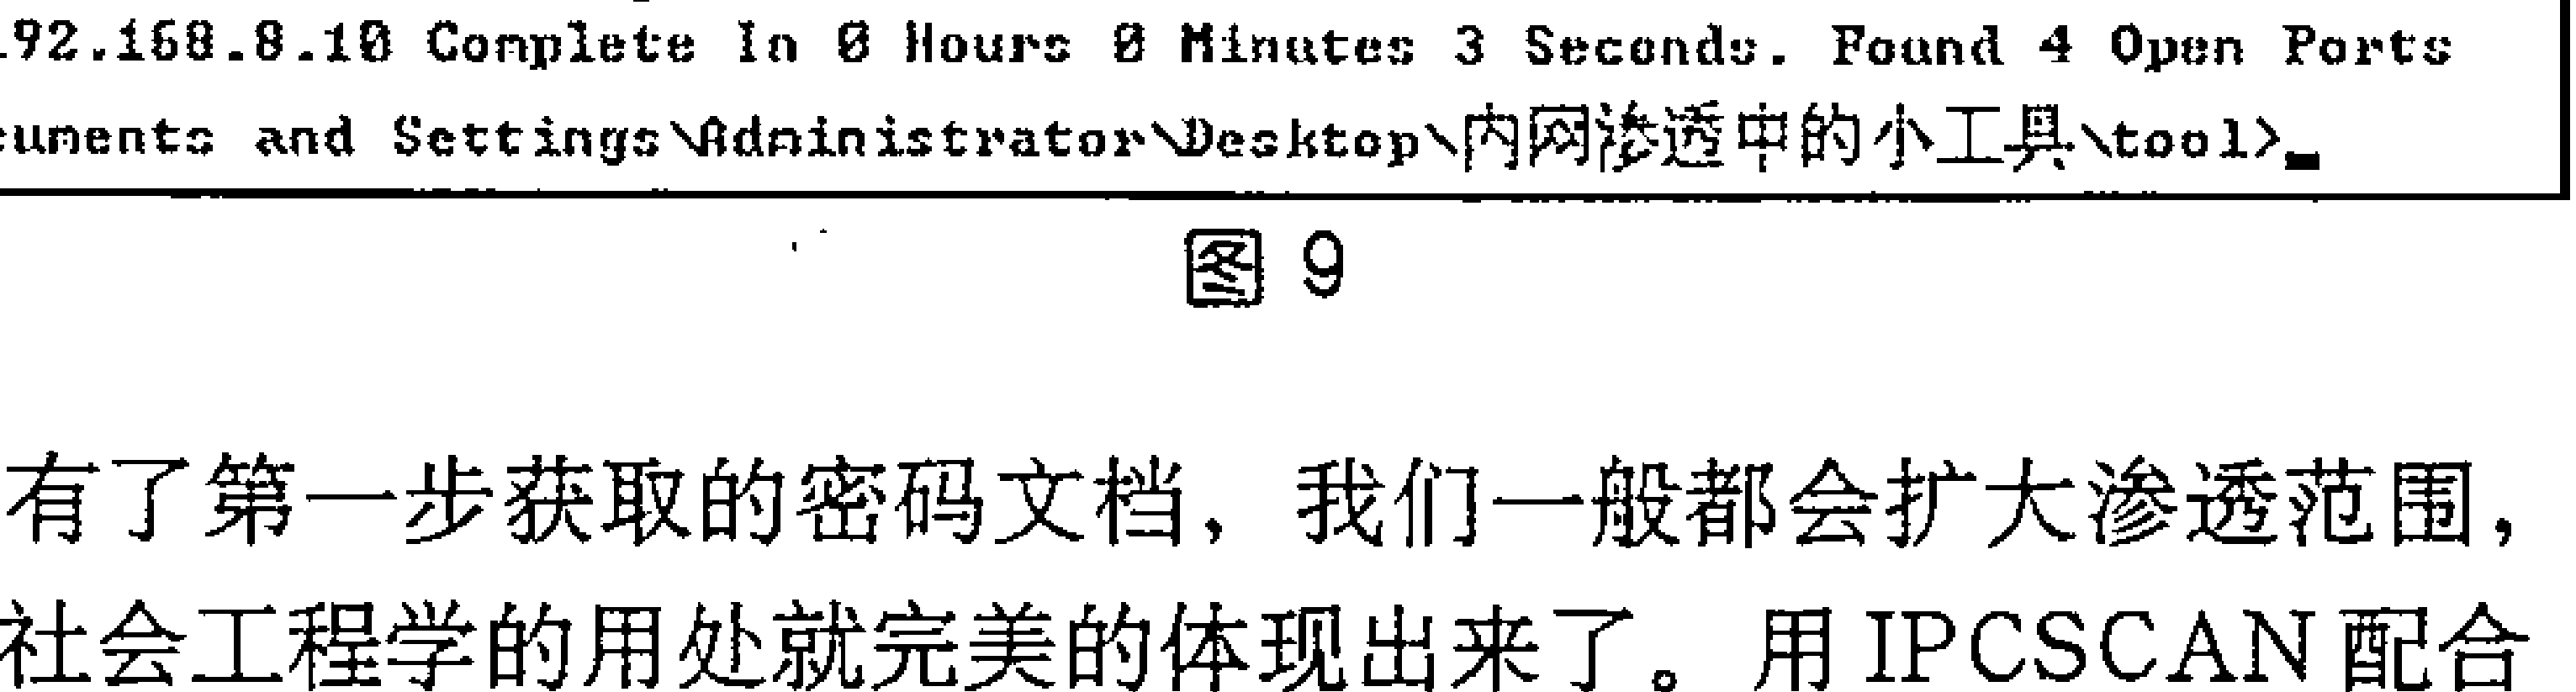 92.168.8.10 Complete In 0 Hours 0 Minutes 3 Seconds. Found 4 Open Ports
cuments and Settings\Administrator\Desktop\内网渗透中的小工具\tool>
图 9
有了第一步获取的密码文档，我们一般都会扩大渗透范围，
社会工程学的用处就完美的体现出来了。用 IPCSCAN 配合